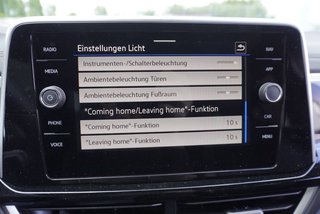 Einstellungen Licht
RADIO
NAV
Instrumenten-/Schalterbeleuchtung
MEDIA
APP
Ambientebeleuchtung Türen
Ambientebeleuchtung Fußraum
"Coming home/Leaving home"-Funktion
PHONE
CAR
"Coming home"-Funktion 10 s
VOICE
MENU
"Leaving home"-Funktion 10 s